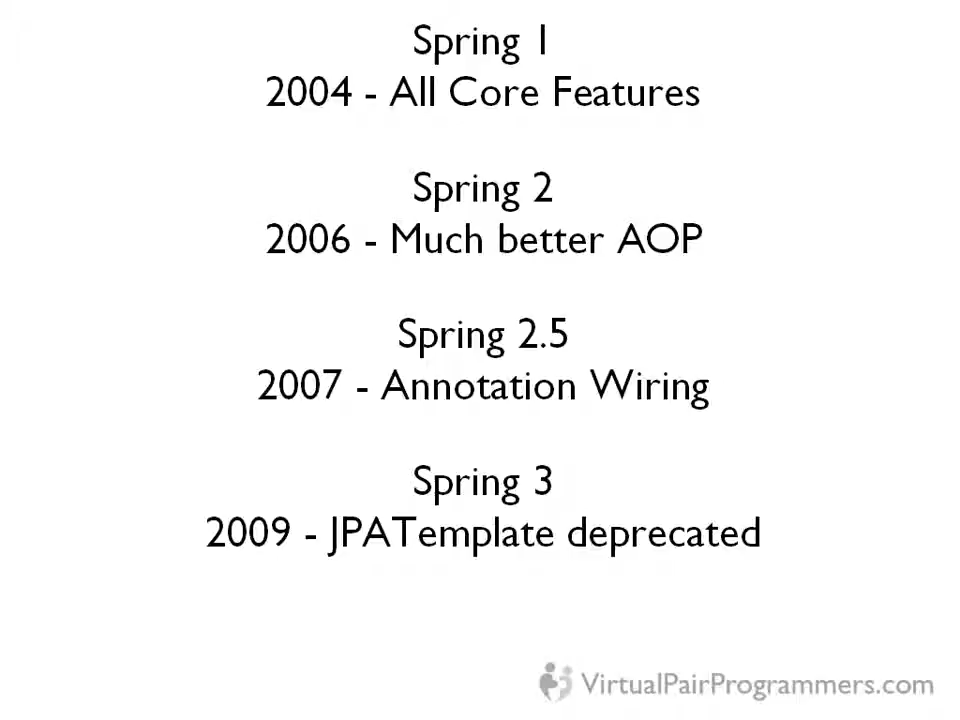 Spring 1
2004 - All Core Features
Spring 2
2006 - Much better AOP
Spring 2.5
2007 - Annotation Wiring
Spring 3
2009 - JPATemplate deprecated
VirtualPairProgrammers.com